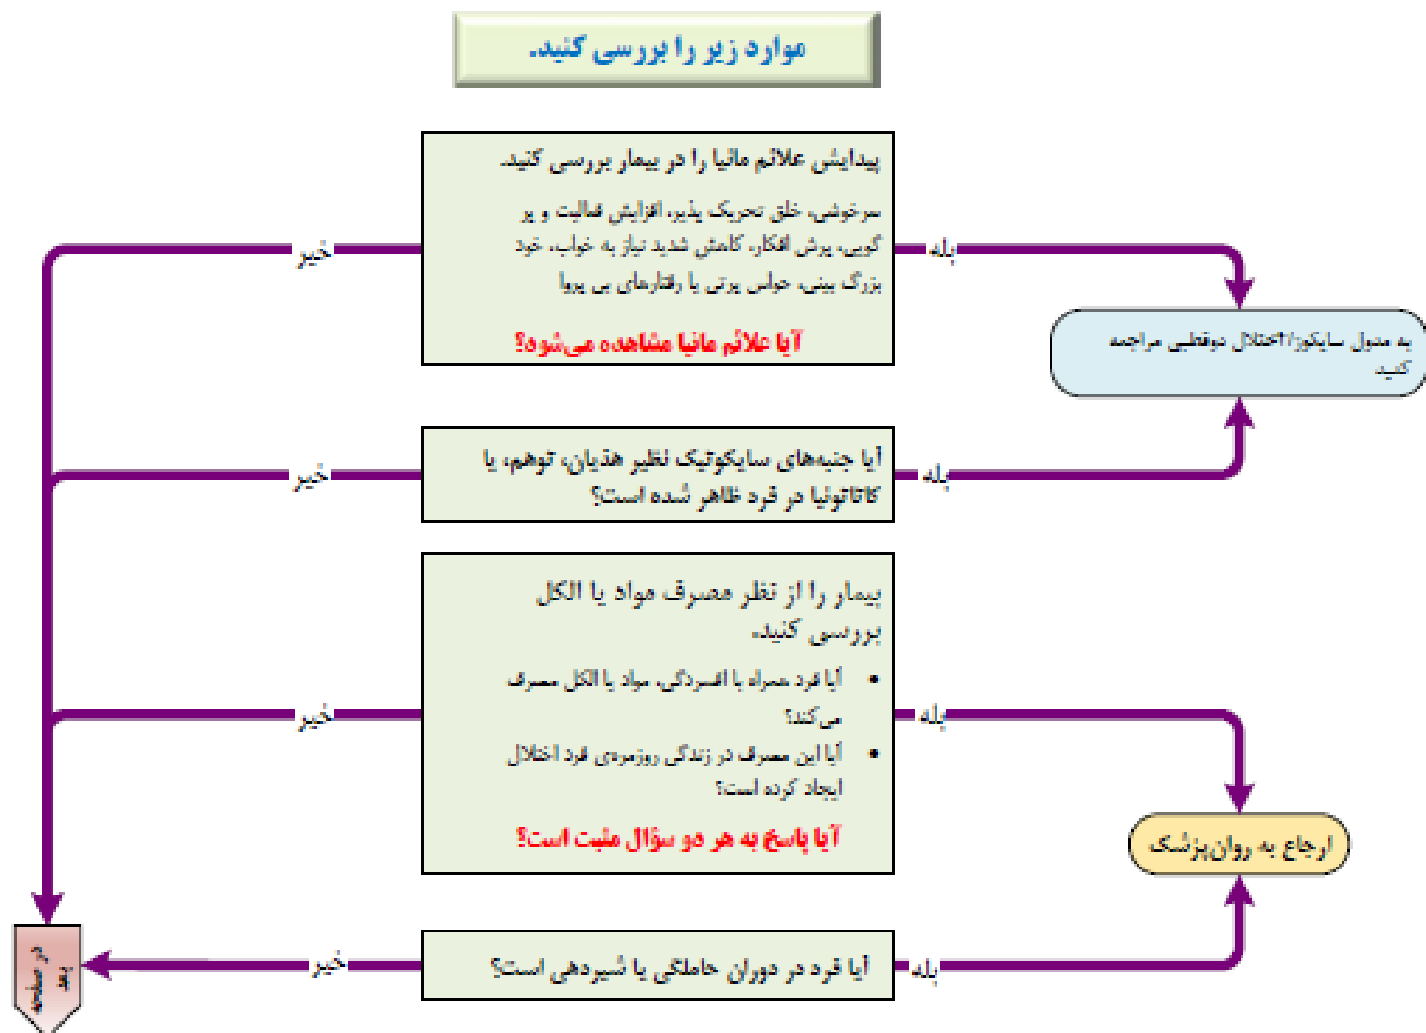 موارد زیر را بررسی کنید.
پیدایش علائم مانیا را در بیمار بررسی کنید.
سرخوشی، خلق تحریک پذیر، افزایش فعالیت و پر
گویی، پرش افکار، کاهش شدید نیاز به خواب، خود
بزرگ بینی، حواس پرتی یا رفتارهای بی پروا
آیا علائم مانیا مشاهده می‌شود؟
بله
خیر
به مدول سایکوز/اختلال دوقطبی مراجعه
کنید
آیا جنبه‌های سایکوتیک نظیر هذیان، توهم، یا
کاتاتونیا در فرد ظاهر شده است؟
بله
خیر
بیمار را از نظر مصرف مواد یا الکل
بررسی کنید.
• آیا فرد همراه با افسردگی، مواد یا الکل مصرف
می‌کند؟
• آیا این مصرف در زندگی روزمره‌ی فرد اختلال
ایجاد کرده است؟
آیا پاسخ به هر دو سؤال مثبت است؟
بله
خیر
ارجاع به روان‌پزشک
آیا فرد در دوران حاملگی یا شیردهی است؟
بله
خیر
در صفحه
بعد